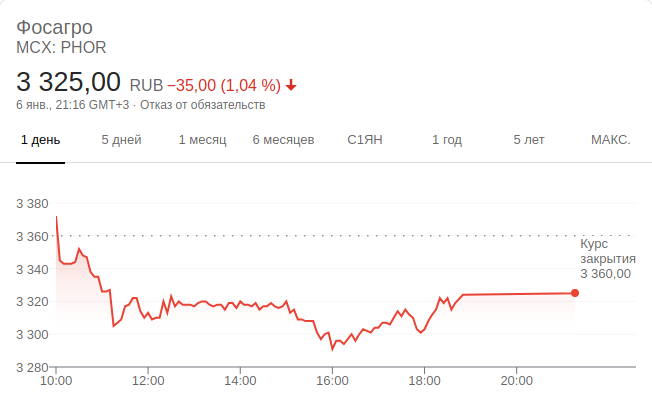 Фосагро
MCX: PHOR
3 325,00 RUB −35,00 (1,04 %)
6 янв., 21:16 GMT+3 · Отказ от обязательств
1 день 5 дней 1 месяц 6 месяцев С1ЯН 1 год 5 лет МАКС.
3 380
3 360
Курс
закрытия
3 360,00
3 340
3 320
3 300
3 280
10:00 12:00 14:00 16:00 18:00 20:00